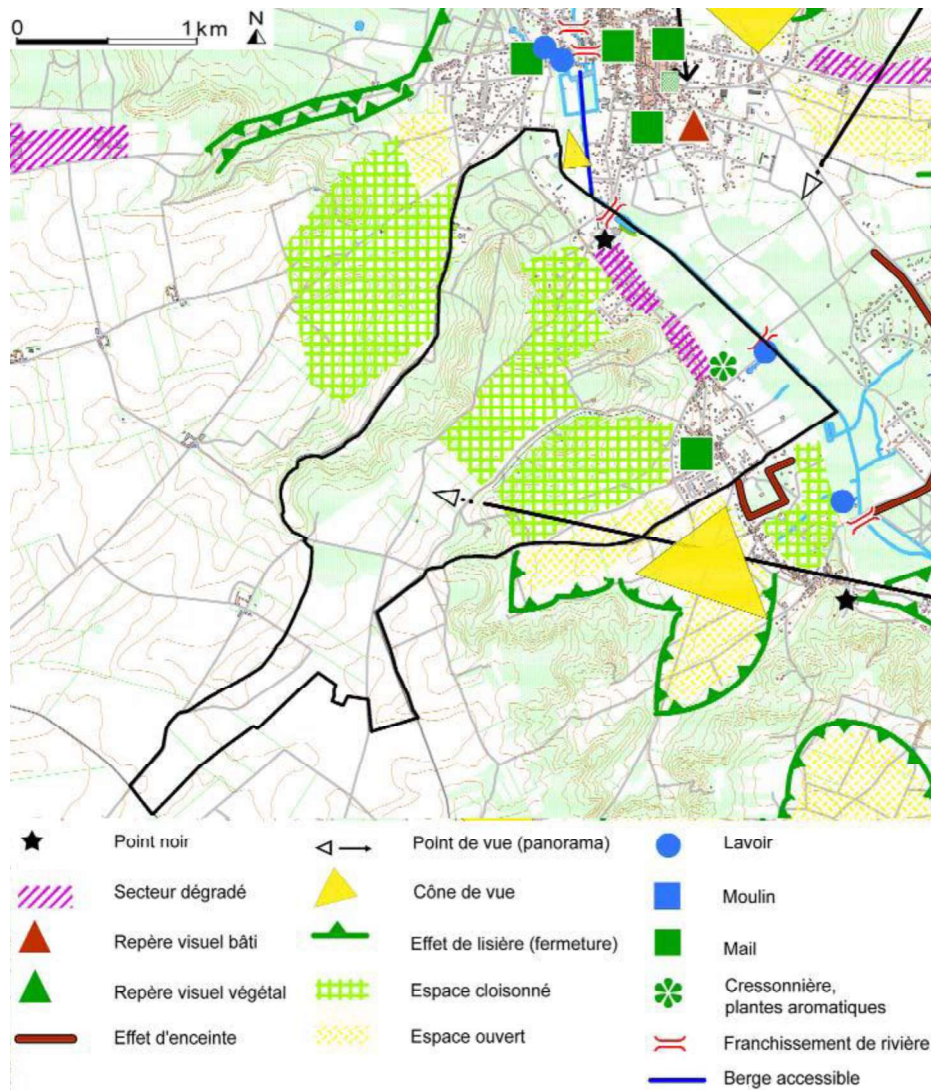 0 1 km N
Point noir
Secteur dégradé
Repère visuel bâti
Repère visuel végétal
Effet d'enceinte
Point de vue (panorama)
Cône de vue
Effet de lisière (fermeture)
Espace cloisonné
Espace ouvert
Lavoir
Moulin
Mail
Cressonnière,
plantes aromatiques
Franchissement de rivière
Berge accessible